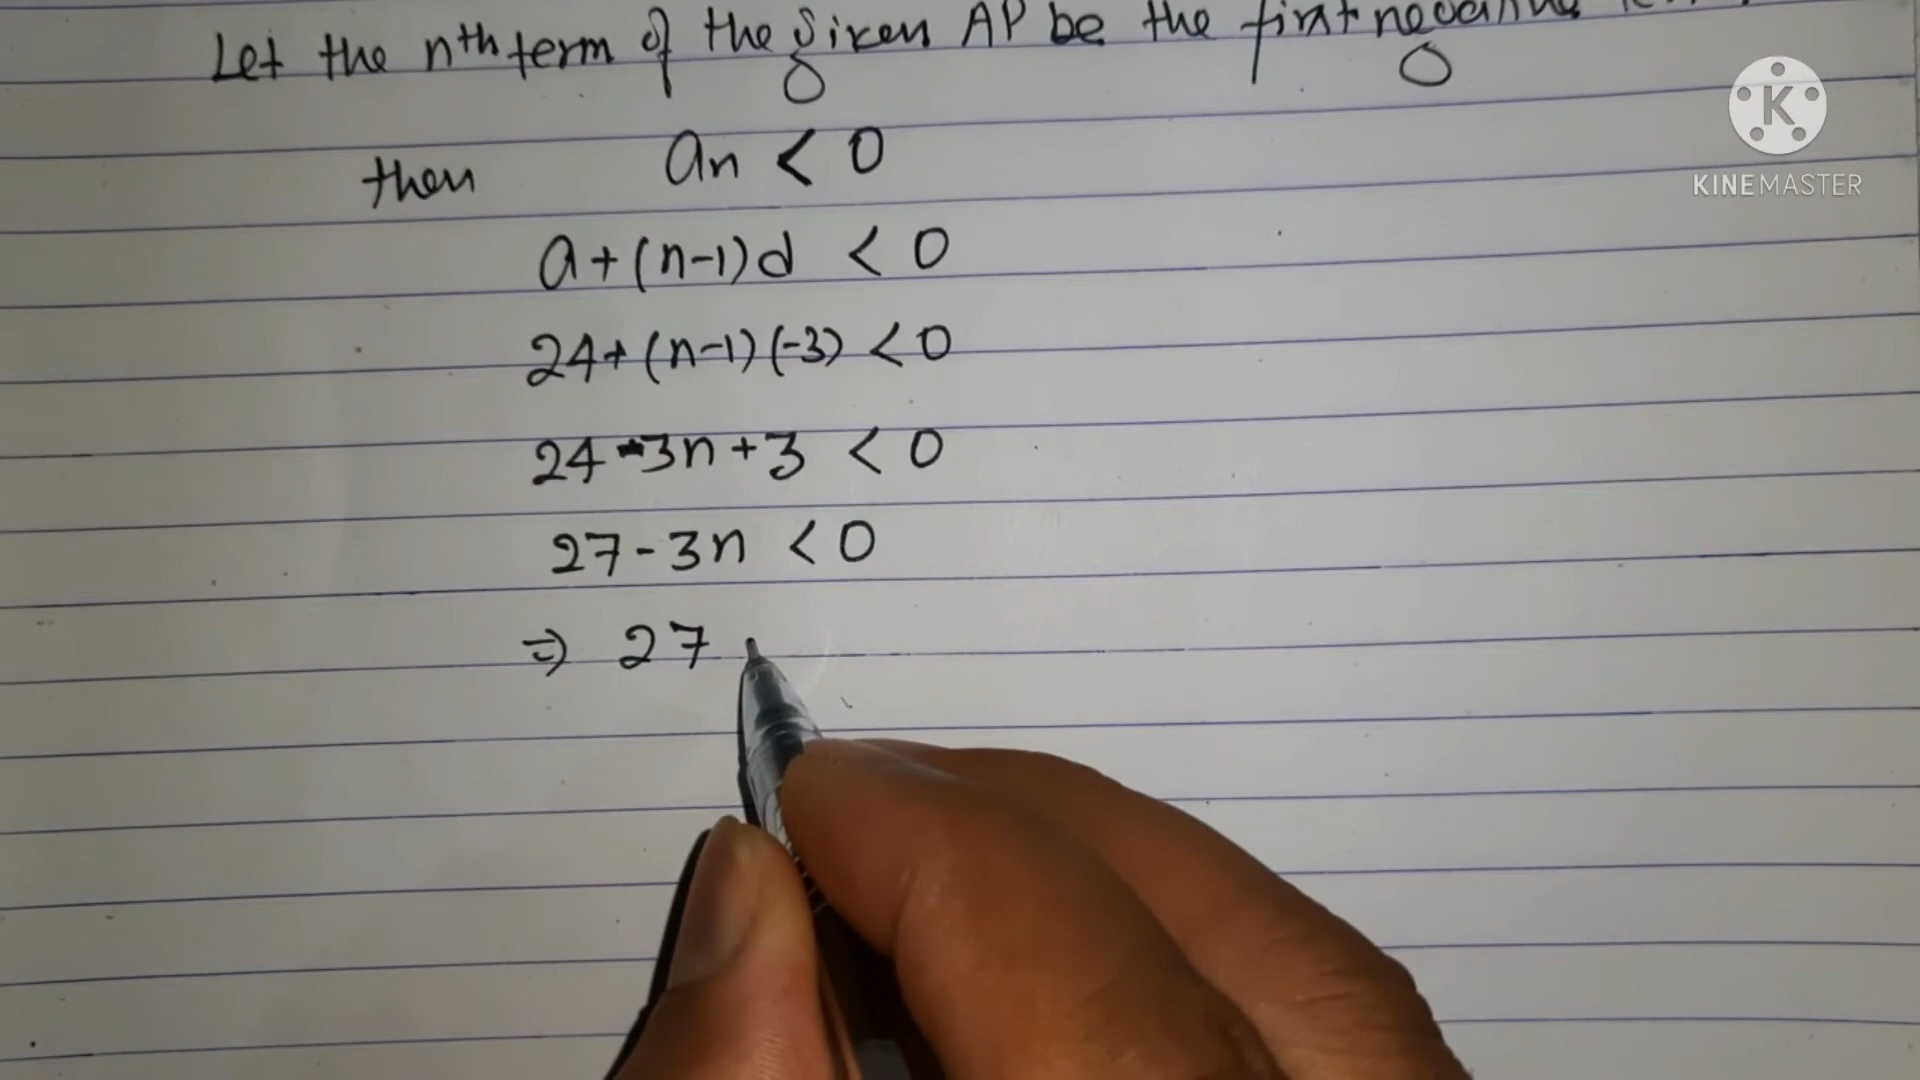 Let the nth term of the given AP be the first negative
K
KINEMASTER
then an < 0
a+(n-1)d < 0
24+(n-1)(-3) <0
24-3n+3 < 0
27-3n <0
⇒ 27